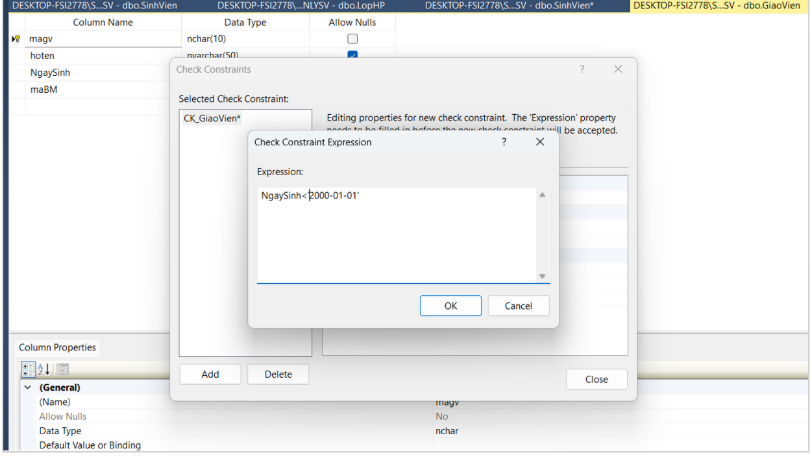 DESKTOP-FSI2778\S...SV - dbo.SinhVien DESKTOP-FSI2778\...NLYSV - dbo.LopHP DESKTOP-FSI2778\S...SV - dbo.SinhVien* DESKTOP-FSI2778\S...SV - dbo.GiaoVien
Column Name Data Type Allow Nulls
magv nchar(10)
hoten nvarchar(50)
NgaySinh
maBM
Check Constraints ?
Selected Check Constraint:
CK_GiaoVien*
Editing properties for new check constraint. The 'Expression' property
needs to be filled in before the new check constraint will be accepted.
Check Constraint Expression ?
Expression:
NgaySinh<'2000-01-01'
OK Cancel
Add Delete
Close
Column Properties
(General)
(Name) magv
Allow Nulls No
Data Type nchar
Default Value or Binding